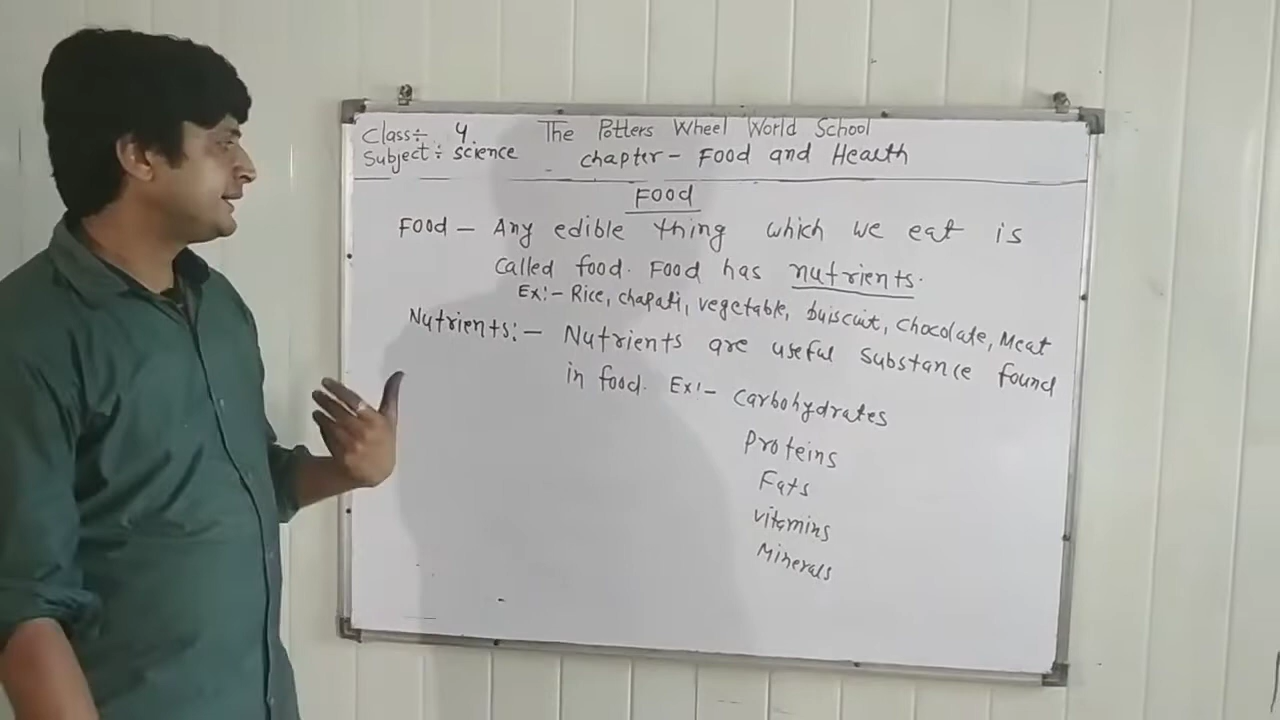 Class÷ 4. The Potters Wheel World School
Subject÷ science chapter- Food and Health
Food
Food - Any edible thing which we eat is
called food. Food has nutrients.
Ex:- Rice, chapati, vegetable, buiscuit, chocolate, Meat
Nutrients:- Nutrients are useful substance found
in food. Ex:- carbohydrates
Proteins
Fats
vitamins
Minerals